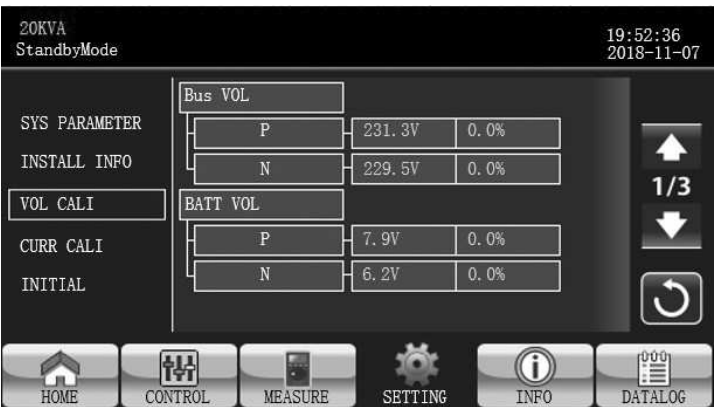 20KVA
StandbyMode
19:52:36
2018-11-07
SYS PARAMETER
INSTALL INFO
VOL CALI
CURR CALI
INITIAL
Bus VOL
P 231.3V 0.0%
N 229.5V 0.0%
BATT VOL
P 7.9V 0.0%
N 6.2V 0.0%
1/3
HOME CONTROL MEASURE SETTING INFO DATALOG